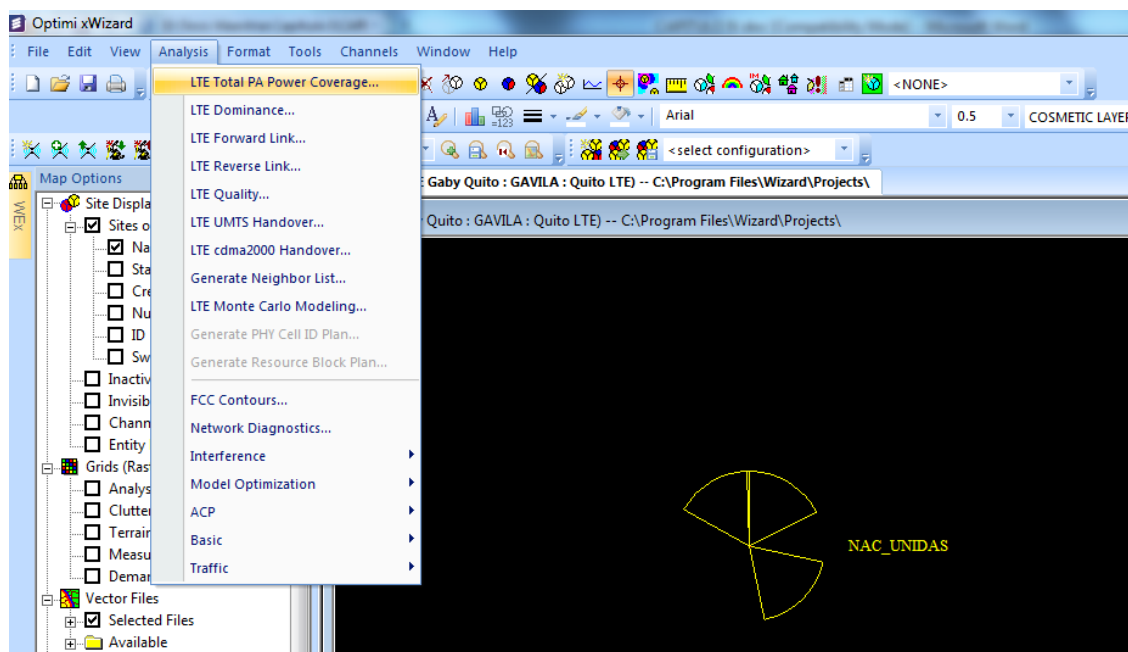 Optimi xWizard
File Edit View Analysis Format Tools Channels Window Help
<NONE>
Arial 0.5 COSMETIC LAYER
<select configuration>
Map Options
Gaby Quito : GAVILA : Quito LTE) -- C:\Program Files\Wizard\Projects\
Quito : GAVILA : Quito LTE) -- C:\Program Files\Wizard\Projects\
WEx
LTE Total PA Power Coverage...
LTE Dominance...
LTE Forward Link...
LTE Reverse Link...
LTE Quality...
LTE UMTS Handover...
LTE cdma2000 Handover...
Generate Neighbor List...
LTE Monte Carlo Modeling...
Generate PHY Cell ID Plan...
Generate Resource Block Plan...
FCC Contours...
Network Diagnostics...
Interference
Model Optimization
ACP
Basic
Traffic
Site Displa
Sites o
Na
Sta
Cre
Nu
ID
Sw
Inactiv
Invisib
Chann
Entity
Grids (Ras
Analys
Clutte
Terrair
Measu
Demar
Vector Files
Selected Files
Available
NAC_UNIDAS